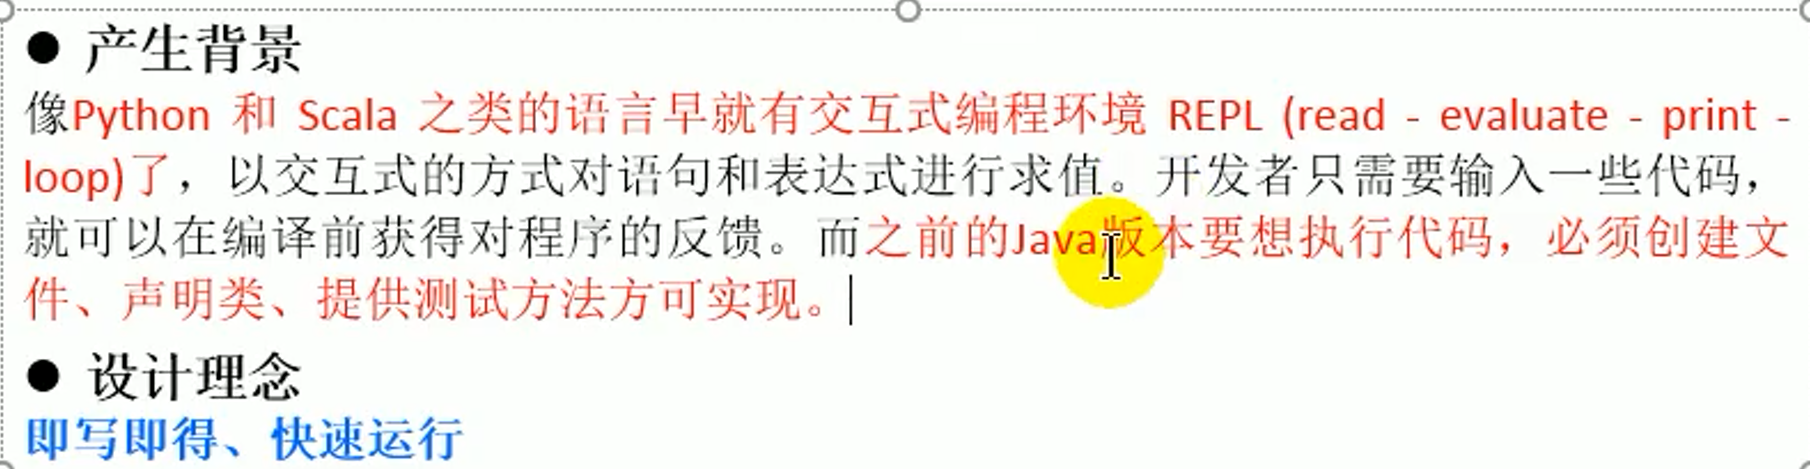 ● 产生背景
像Python 和 Scala 之类的语言早就有交互式编程环境 REPL (read - evaluate - print -
loop)了，以交互式的方式对语句和表达式进行求值。开发者只需要输入一些代码，
就可以在编译前获得对程序的反馈。而之前的Java版本要想执行代码，必须创建文
件、声明类、提供测试方法方可实现。
● 设计理念
即写即得、快速运行